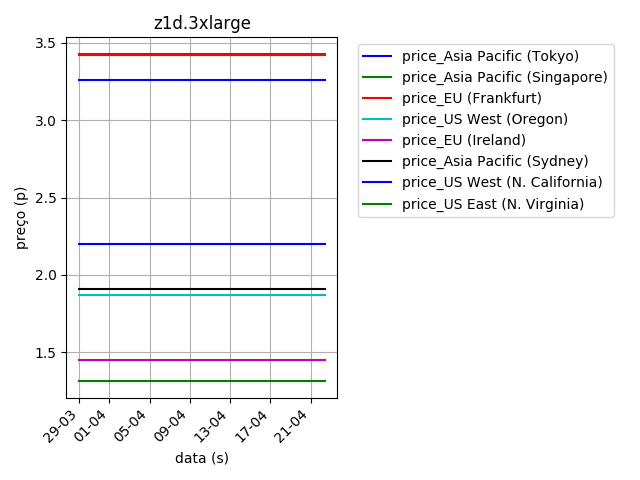 z1d.3xlarge
3.5
3.0
2.5
2.0
1.5
preço (p)
29-03
01-04
05-04
09-04
13-04
17-04
21-04
data (s)
price_Asia Pacific (Tokyo)
price_Asia Pacific (Singapore)
price_EU (Frankfurt)
price_US West (Oregon)
price_EU (Ireland)
price_Asia Pacific (Sydney)
price_US West (N. California)
price_US East (N. Virginia)